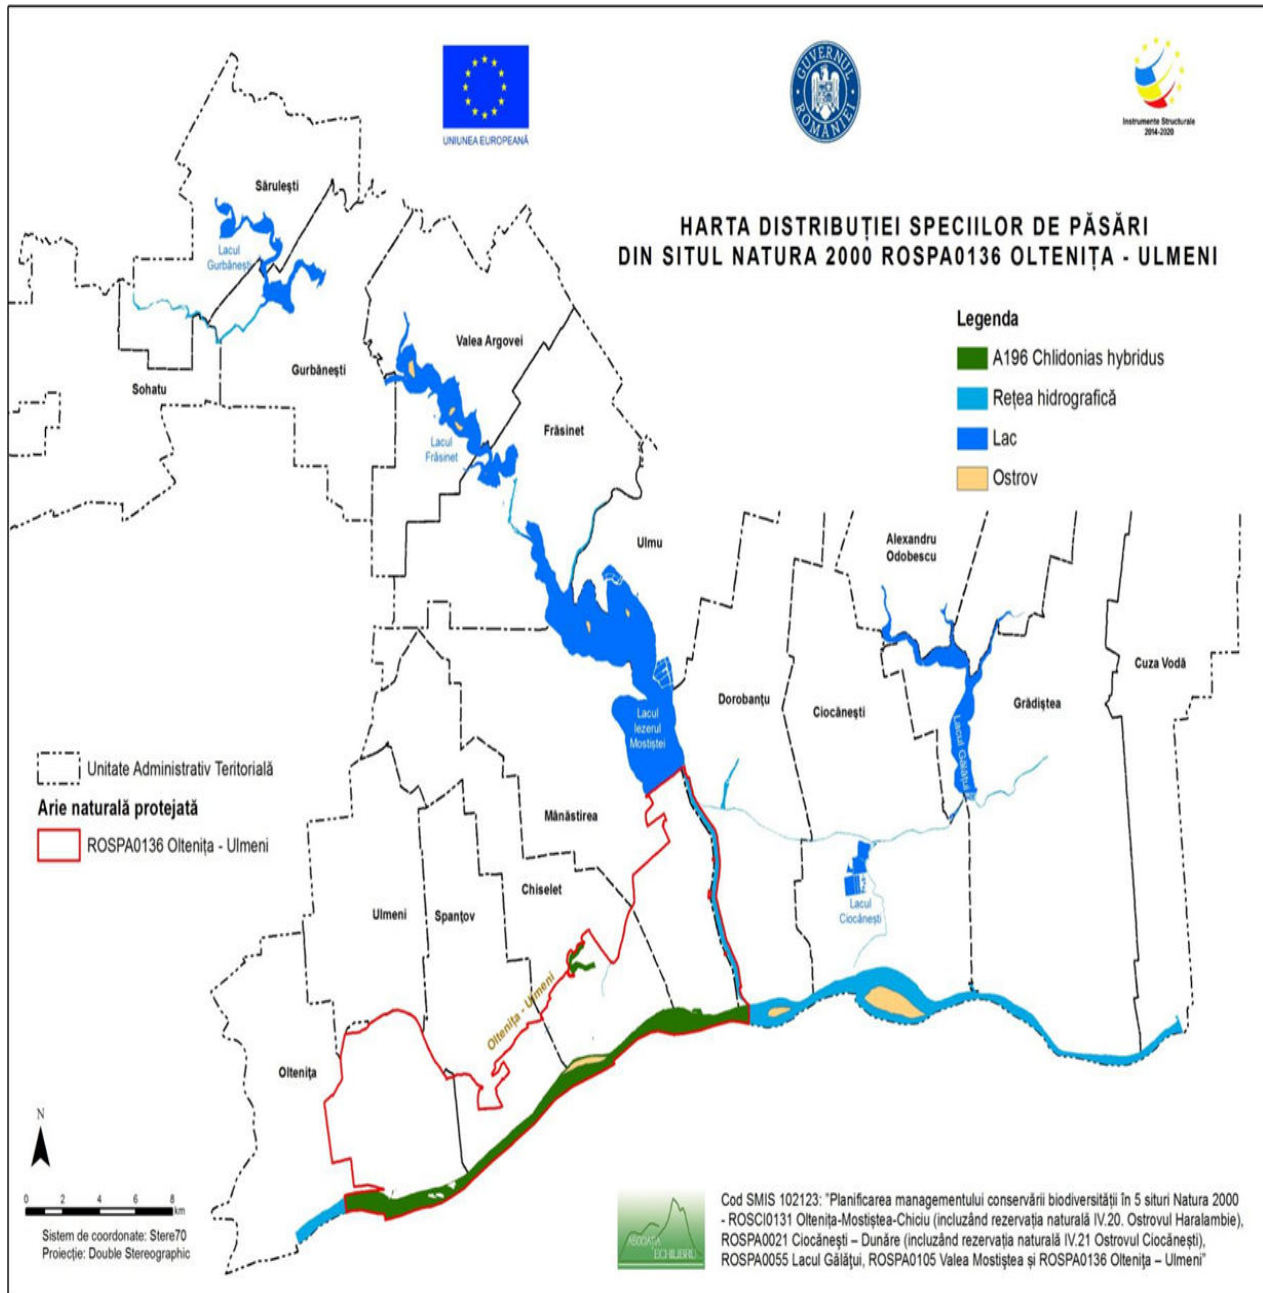 UNIUNEA EUROPEANĂ
GUVERNUL ROMÂNIEI
Instrumente Structurale
2014-2020
HARTA DISTRIBUȚIEI SPECIILOR DE PĂSĂRI
DIN SITUL NATURA 2000 ROSPA0136 OLTENIȚA - ULMENI
Legenda
A196 Chlidonias hybridus
Rețea hidrografică
Lac
Ostrov
Sărulești
Lacul
Gurbănești
Sohatu
Gurbănești
Valea Argovei
Lacul
Frăsinet
Frăsinet
Ulmu
Alexandru
Odobescu
Cuza Vodă
Dorobanțu
Ciocănești
Grădiștea
Lacul
Iezerul
Mostiștei
Lacul Gălățui
Lacul
Ciocănești
Unitate Administrativ Teritorială
Arie naturală protejată
ROSPA0136 Oltenița - Ulmeni
Mănăstirea
Chiselet
Ulmeni
Spanțov
Oltenița - Ulmeni
Oltenița
N
0 2 4 6 8
km
Sistem de coordonate: Stere70
Proiecție: Double Stereographic
ASOCIAȚIA
ECHILIBRU
Cod SMIS 102123: "Planificarea managementului conservării biodiversității în 5 situri Natura 2000
- ROSCI0131 Oltenița-Mostiștea-Chiciu (incluzând rezervația naturală IV.20. Ostrovul Haralambie),
ROSPA0021 Ciocănești – Dunăre (incluzând rezervația naturală IV.21 Ostrovul Ciocănești),
ROSPA0055 Lacul Gălățui, ROSPA0105 Valea Mostiștea și ROSPA0136 Oltenița – Ulmeni"